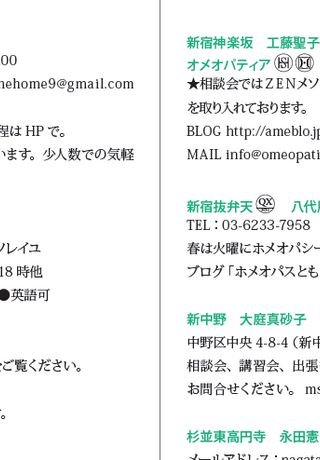 00
mehome9@gmail.com
程は HP で。
います。少人数での気軽
ソレイユ
18 時他
●英語可
ご覧ください。
。
新宿神楽坂　工藤聖子
オメオパティア
★相談会ではＺＥＮメソ
を取り入れております。
BLOG http://ameblo.jp
MAIL info@omeopati
新宿抜弁天 QX 八代
TEL：03-6233-7958
春は火曜にホメオパシー
ブログ「ホメオパスとも
新中野　大庭真砂子
中野区中央 4-8-4（新中
相談会、講習会、出張
お問合せください。 ms
杉並東高円寺　永田憲
メールアドレス：nagata